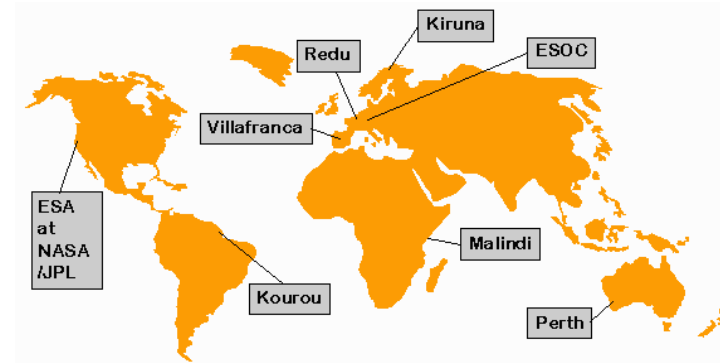 Kiruna
Redu
ESOC
Villafranca
ESA
at
NASA
/JPL
Malindi
Kourou
Perth